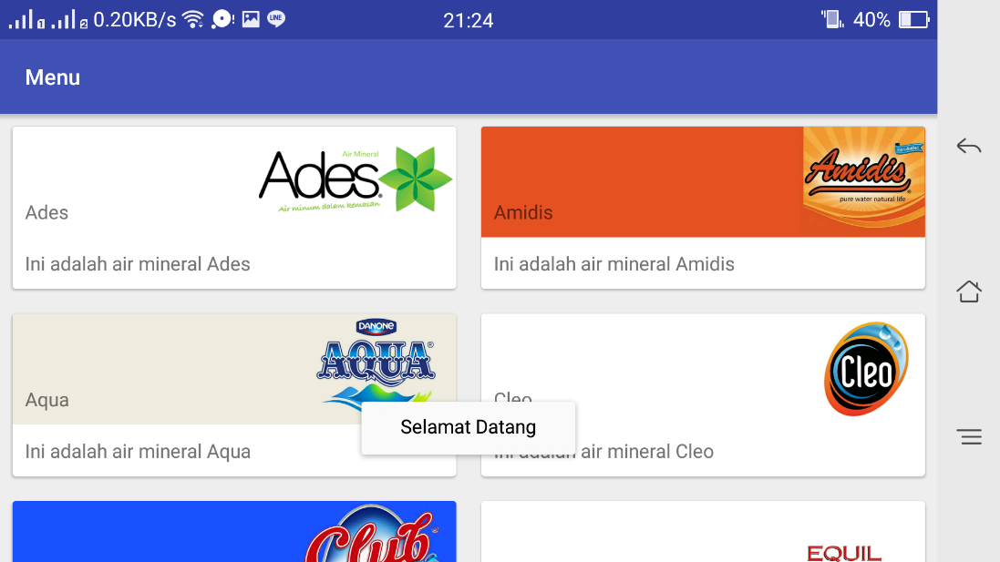 0.20KB/s
21:24
40%
Menu
Air Mineral
Ades
Air minum dalam kemasan
Ades
Ini adalah air mineral Ades
Amidis
pure water natural life
Amidis
Ini adalah air mineral Amidis
DANONE
AQUA
Aqua
Ini adalah air mineral Aqua
Cleo
Cleo
Ini adalah air mineral Cleo
Selamat Datang
Club
EQUIL